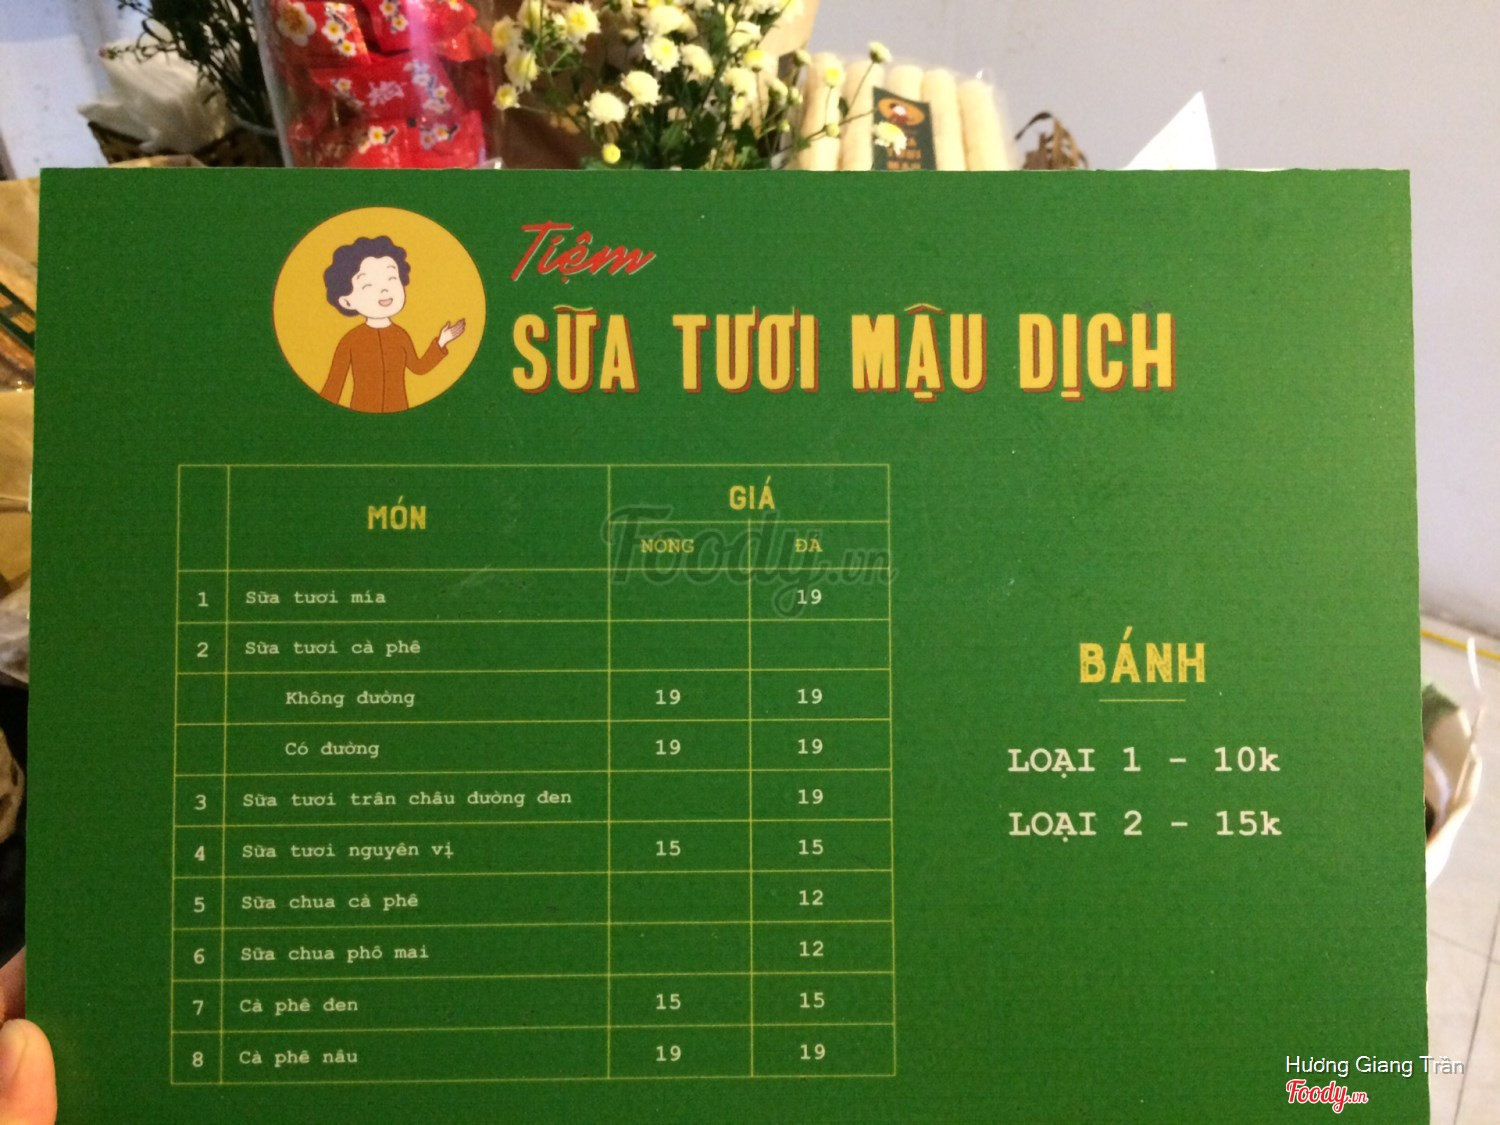 Tiệm
SỮA TƯƠI MẬU DỊCH
MÓN GIÁ
NÓNG ĐÁ
1 Sữa tươi mía 19
2 Sữa tươi cà phê
Không đường 19 19
Có đường 19 19
3 Sữa tươi trân châu đường đen 19
4 Sữa tươi nguyên vị 15 15
5 Sữa chua cà phê 12
6 Sữa chua phô mai 12
7 Cà phê đen 15 15
8 Cà phê nâu 19 19
BÁNH
LOẠI 1 - 10k
LOẠI 2 - 15k
Foody.vn
Hương Giang Trần
Foody.vn